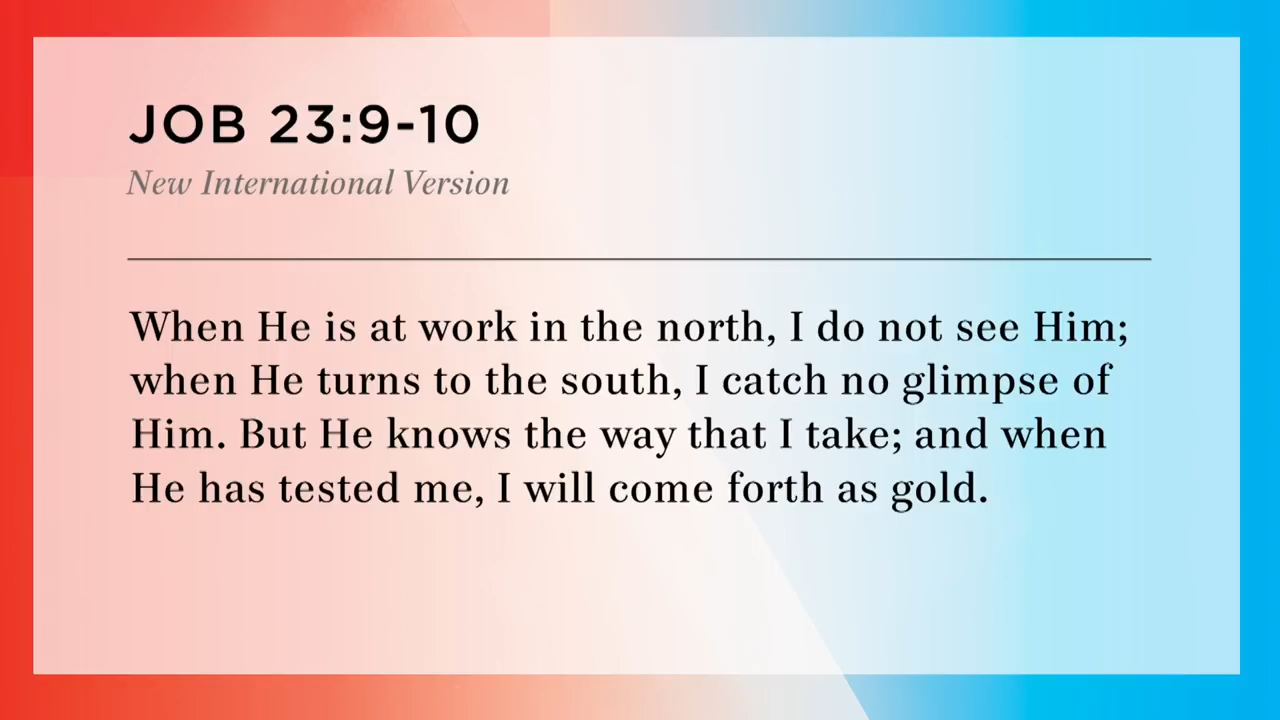 JOB 23:9-10
New International Version
When He is at work in the north, I do not see Him;
when He turns to the south, I catch no glimpse of
Him. But He knows the way that I take; and when
He has tested me, I will come forth as gold.